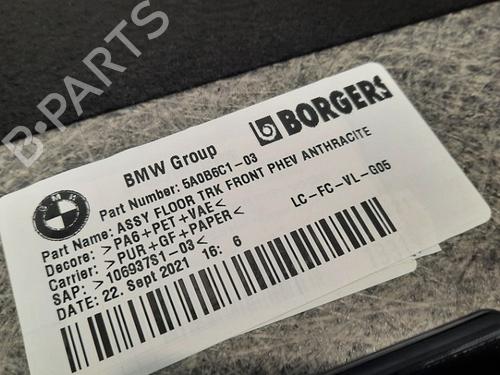 BORGERS
BMW Group
Part Number: 5A0B6C1-03
Part Name: ASSY FLOOR TRK FRONT PHEV ANTHRACITE
Decore: >PA6+PET+VAE<
Carrier: >PUR+GF+PAPER<
LC-FC-VL-G05
SAP: >106937S1-03<
DATE: 22. Sept 2021 16: 6
B-PARTS